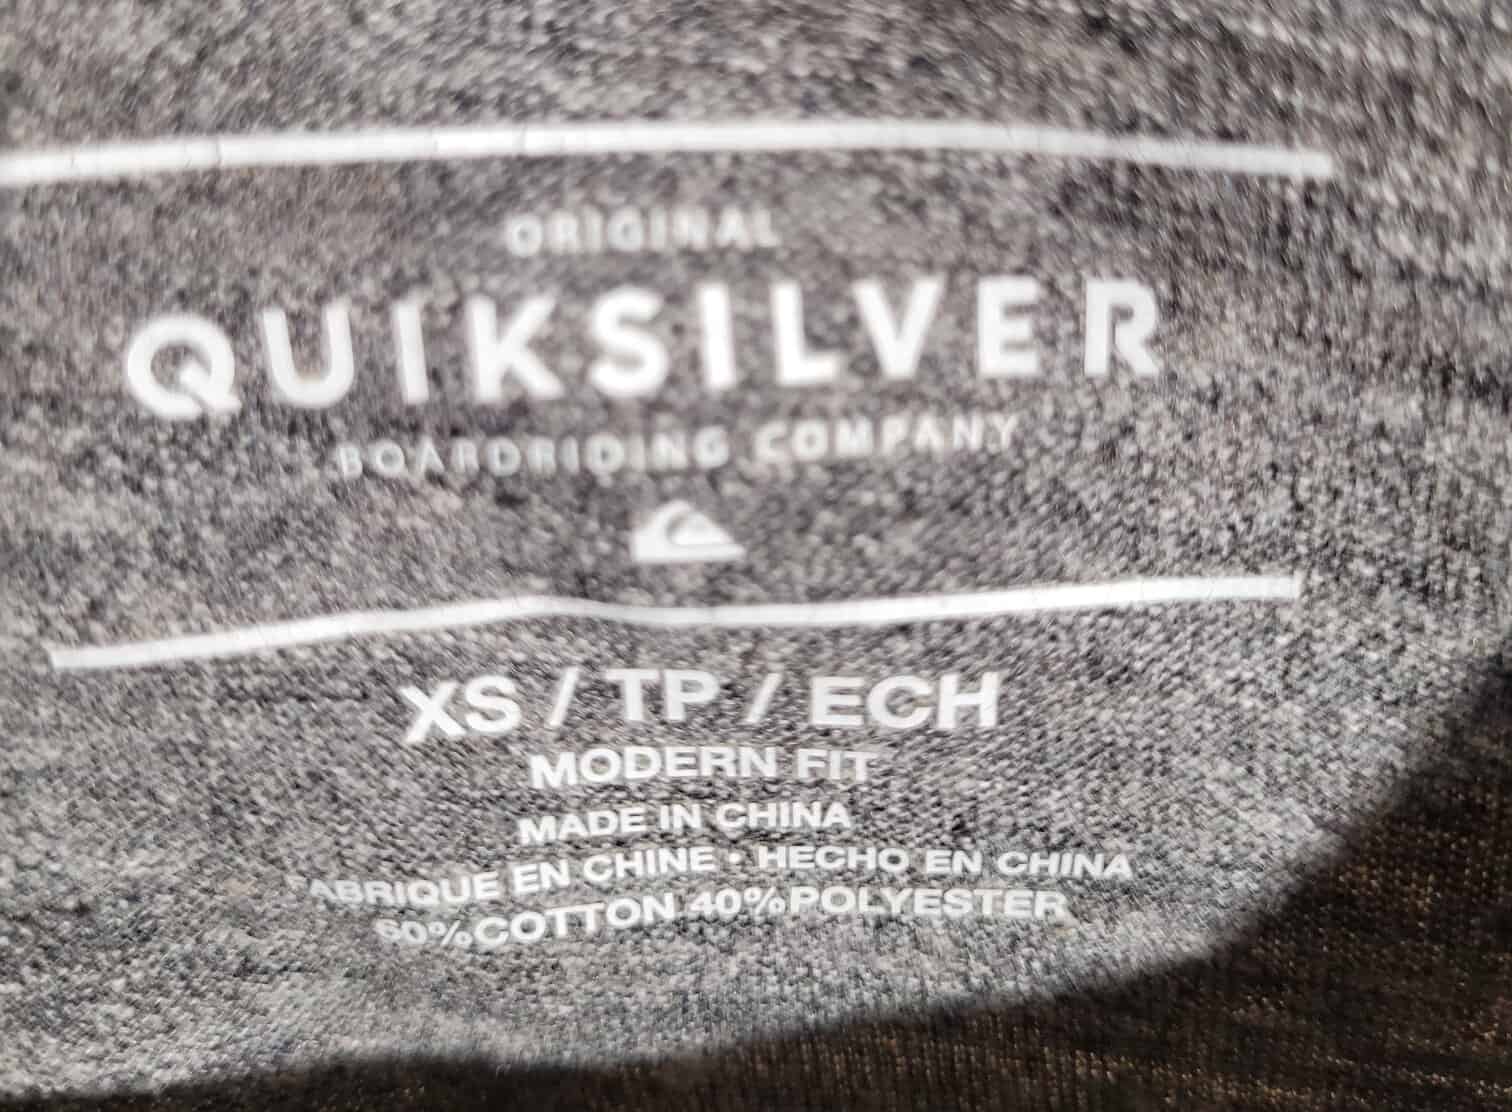 ORIGINAL
QUIKSILVER
BOARDRIDING COMPANY
XS / TP / ECH
MODERN FIT
MADE IN CHINA
FABRIQUE EN CHINE • HECHO EN CHINA
60%COTTON 40%POLYESTER